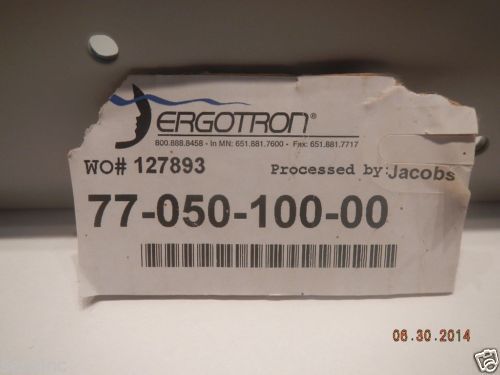 ERGOTRON®
800.888.8458 • In MN: 651.681.7600 • Fax: 651.681.7717
WO# 127893 Processed by: Jacobs
77-050-100-00
06.30.2014